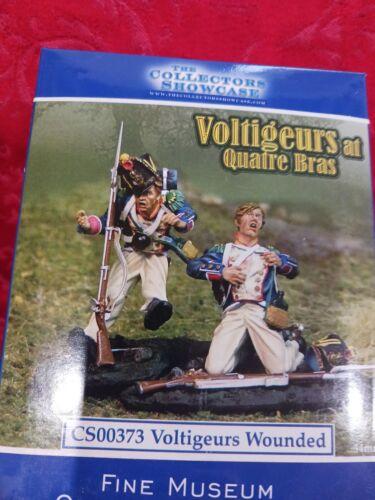 THE
COLLECTORS
SHOWCASE
WWW.THECOLLECTORSSHOWCASE.COM
Voltigeurs at
Quatre Bras
CS00373 Voltigeurs Wounded
FINE MUSEUM